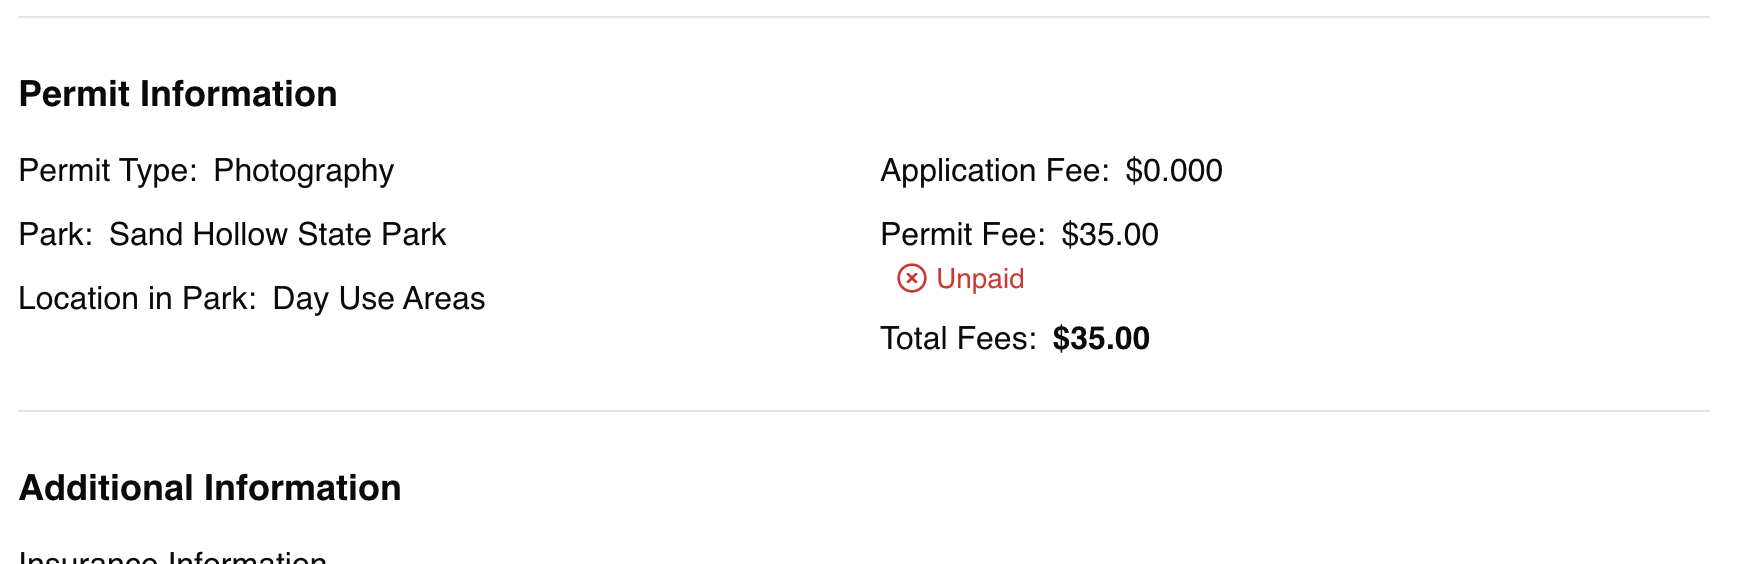 Permit Information
Permit Type: Photography
Park: Sand Hollow State Park
Location in Park: Day Use Areas
Application Fee: $0.000
Permit Fee: $35.00
Unpaid
Total Fees: $35.00
Additional Information
Insurance Information